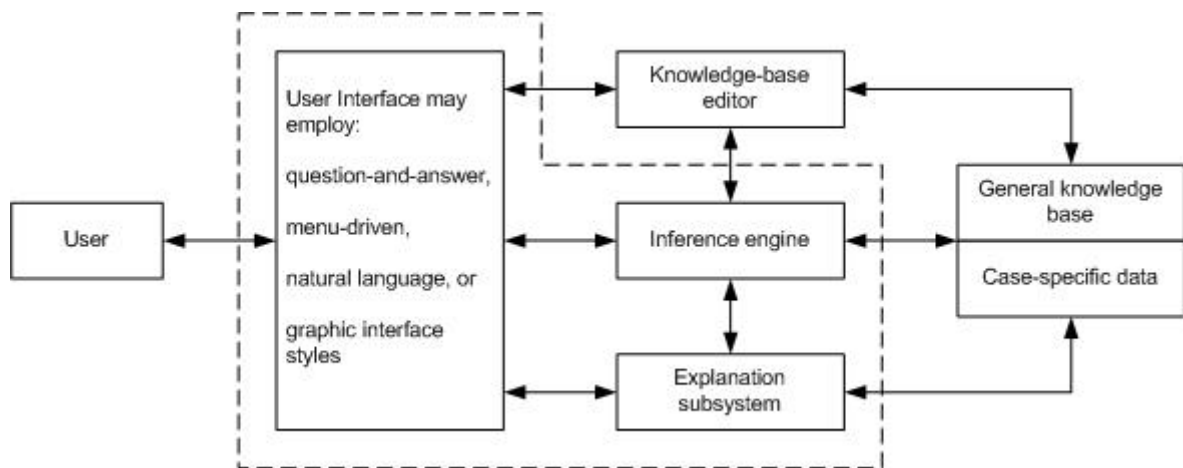 User
User Interface may
employ:
question-and-answer,
menu-driven,
natural language, or
graphic interface
styles
Knowledge-base
editor
Inference engine
Explanation
subsystem
General knowledge
base
Case-specific data